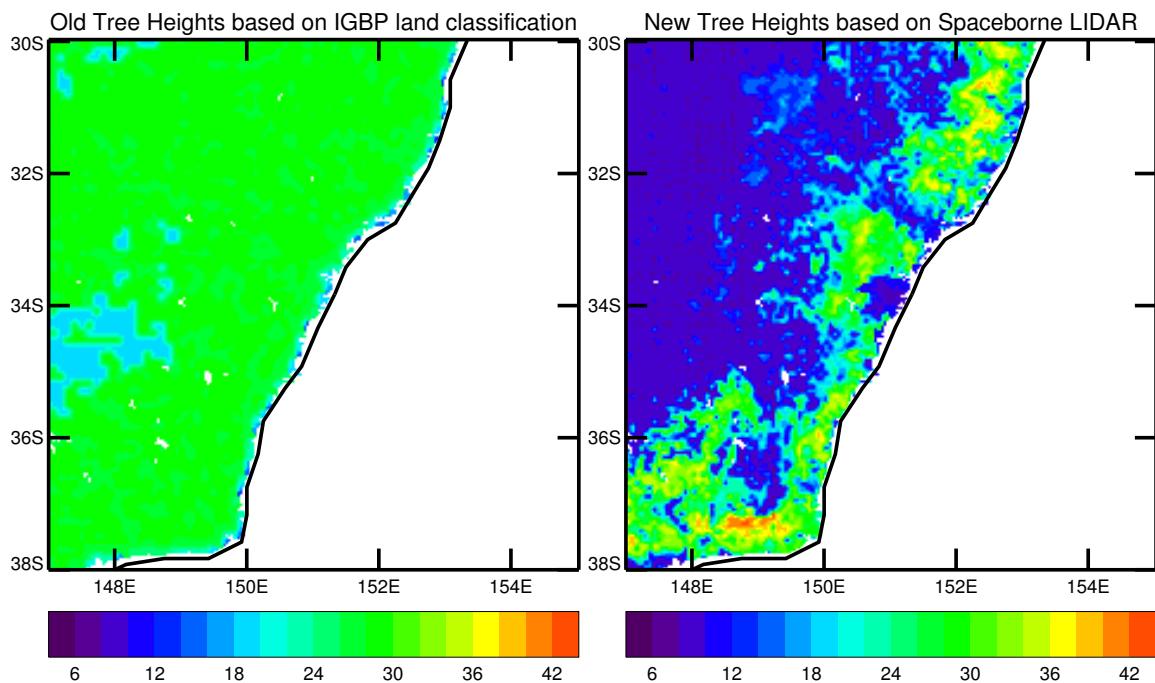 Old Tree Heights based on IGBP land classification
30S
32S
34S
36S
38S
148E 150E 152E 154E
6 12 18 24 30 36 42
New Tree Heights based on Spaceborne LIDAR
30S
32S
34S
36S
38S
148E 150E 152E 154E
6 12 18 24 30 36 42